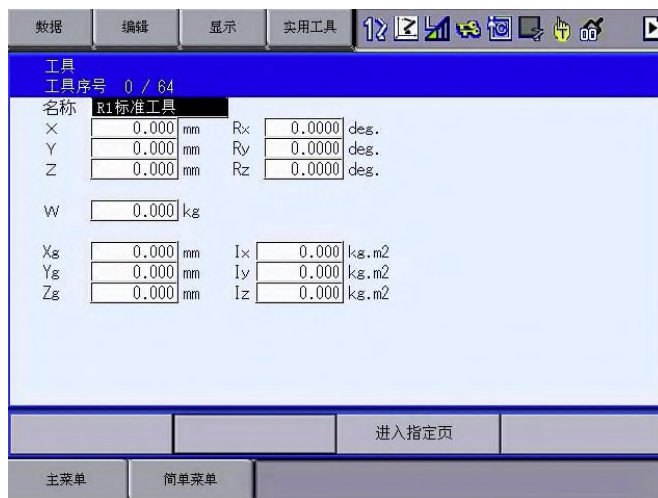 数据 编辑 显示 实用工具
工具
工具序号 0 / 64
名称 R1标准工具
X 0.000 mm Rx 0.0000 deg.
Y 0.000 mm Ry 0.0000 deg.
Z 0.000 mm Rz 0.0000 deg.
W 0.000 kg
Xg 0.000 mm Ix 0.000 kg.m2
Yg 0.000 mm Iy 0.000 kg.m2
Zg 0.000 mm Iz 0.000 kg.m2
进入指定页
主菜单 简单菜单